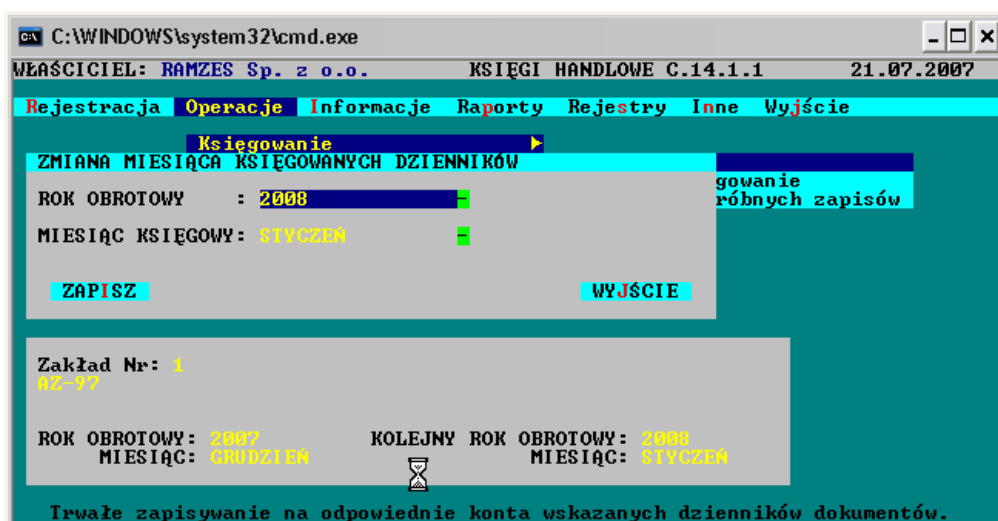 C:\WINDOWS\system32\cmd.exe
WŁAŚCICIEL: RAMZES Sp. z o.o. KSIĘGI HANDLOWE C.14.1.1 21.07.2007
Rejestracja Operacje Informacje Raporty Rejestry Inne Wyjście
Księgowanie
ZMIANA MIESIĄCA KSIĘGOWANYCH DZIENNIKÓW
gowanie
ROK OBROTOWY : 2008
róbnych zapisów
MIESIĄC KSIĘGOWY: STYCZEŃ
ZAPISZ WYJŚCIE
Zakład Nr: 1
AZ-97
ROK OBROTOWY: 2007 KOLEJNY ROK OBROTOWY: 2008
MIESIĄC: GRUDZIEŃ MIESIĄC: STYCZEŃ
Trwałe zapisywanie na odpowiednie konta wskazanych dzienników dokumentów.